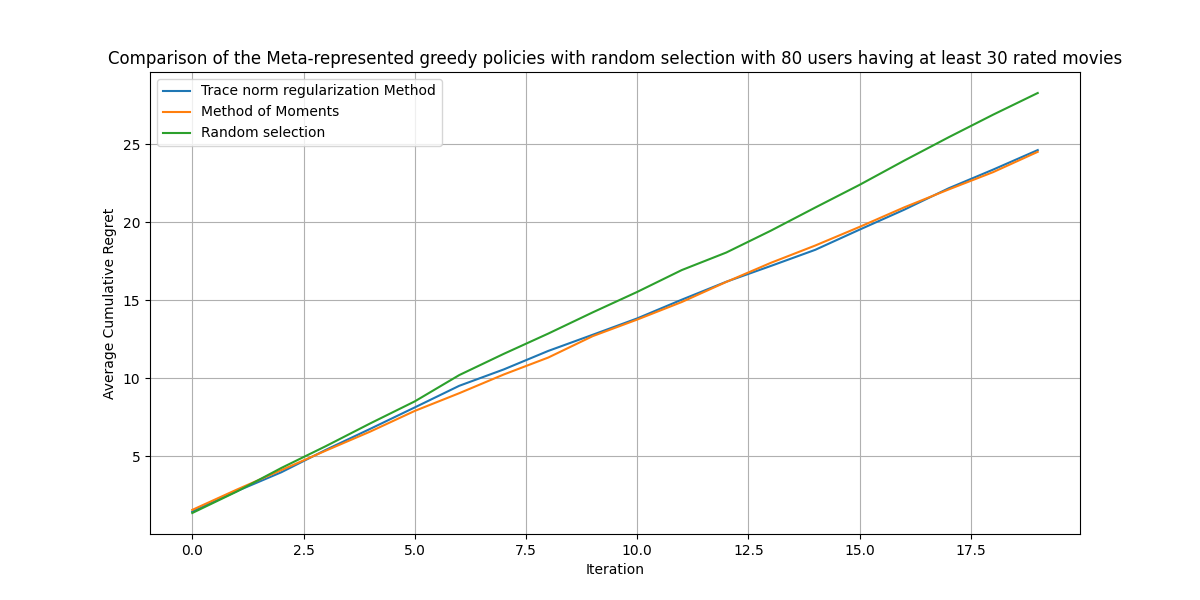 Comparison of the Meta-represented greedy policies with random selection with 80 users having at least 30 rated movies
Trace norm regularization Method
Method of Moments
Random selection
25
20
15
10
5
Average Cumulative Regret
0.0 2.5 5.0 7.5 10.0 12.5 15.0 17.5
Iteration